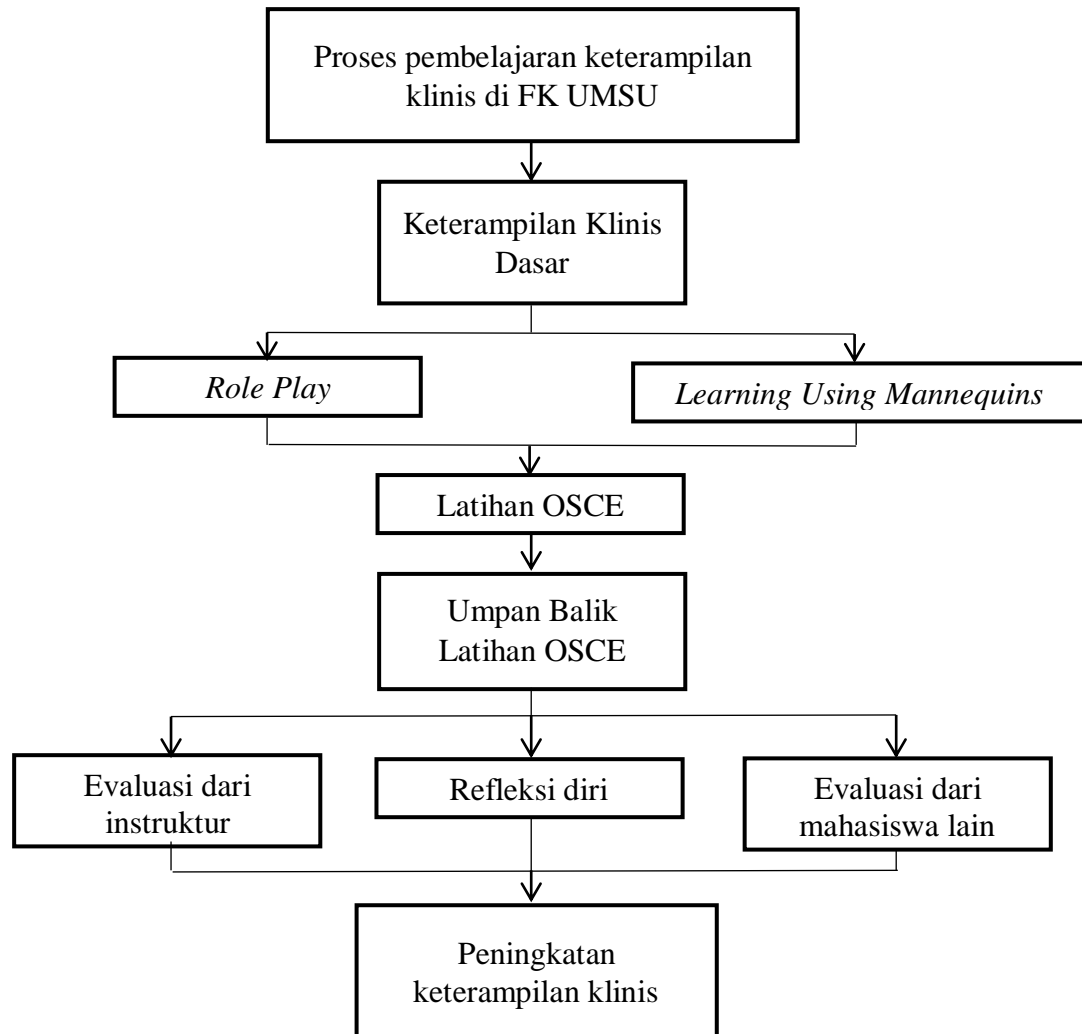 Proses pembelajaran keterampilan
klinis di FK UMSU
Keterampilan Klinis
Dasar
Role Play
Learning Using Mannequins
Latihan OSCE
Umpan Balik
Latihan OSCE
Evaluasi dari
instruktur
Refleksi diri
Evaluasi dari
mahasiswa lain
Peningkatan
keterampilan klinis